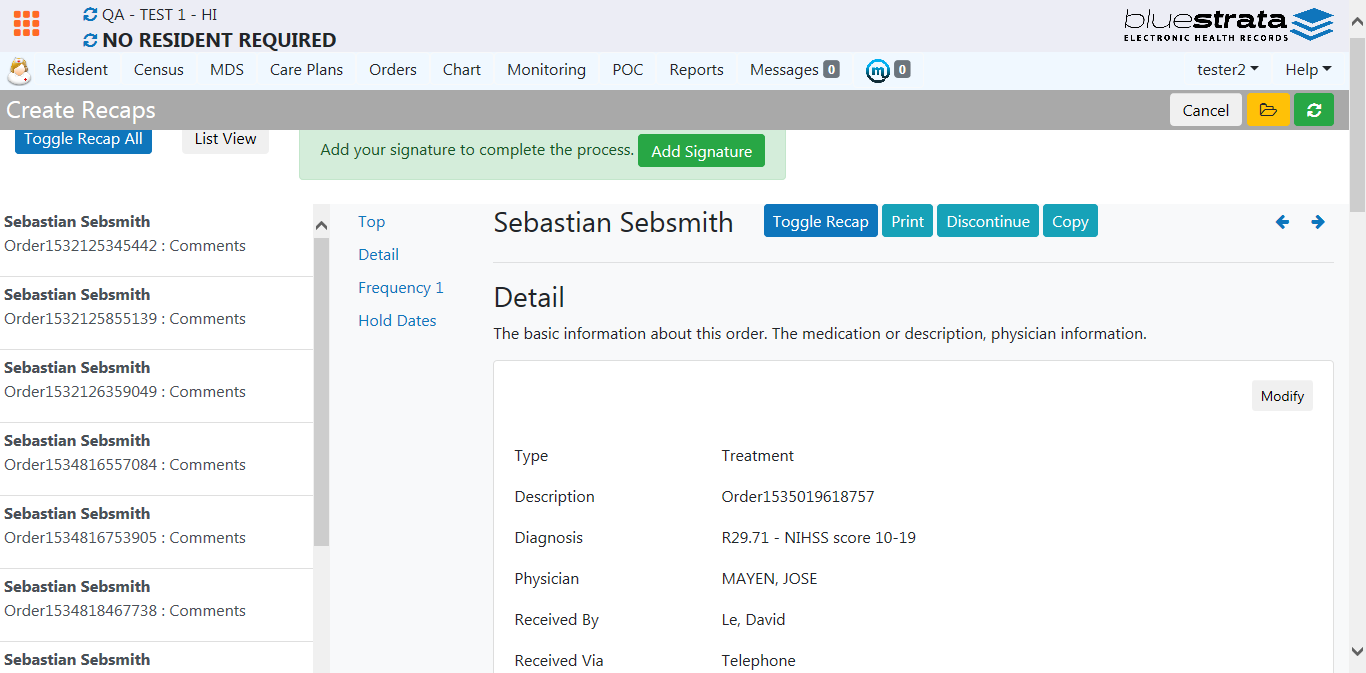 QA - TEST 1 - HI
NO RESIDENT REQUIRED
bluestrata
ELECTRONIC HEALTH RECORDS
Resident Census MDS Care Plans Orders Chart Monitoring POC Reports Messages 0 m 0 tester2 Help
Create Recaps Cancel
Toggle Recap All List View Add your signature to complete the process. Add Signature
Sebastian Sebsmith
Order1532125345442 : Comments
Sebastian Sebsmith
Order1532125855139 : Comments
Sebastian Sebsmith
Order1532126359049 : Comments
Sebastian Sebsmith
Order1534816557084 : Comments
Sebastian Sebsmith
Order1534816753905 : Comments
Sebastian Sebsmith
Order1534818467738 : Comments
Sebastian Sebsmith
Top
Detail
Frequency 1
Hold Dates
Sebastian Sebsmith Toggle Recap Print Discontinue Copy
Detail
The basic information about this order. The medication or description, physician information.
Modify
Type Treatment
Description Order1535019618757
Diagnosis R29.71 - NIHSS score 10-19
Physician MAYEN, JOSE
Received By Le, David
Received Via Telephone